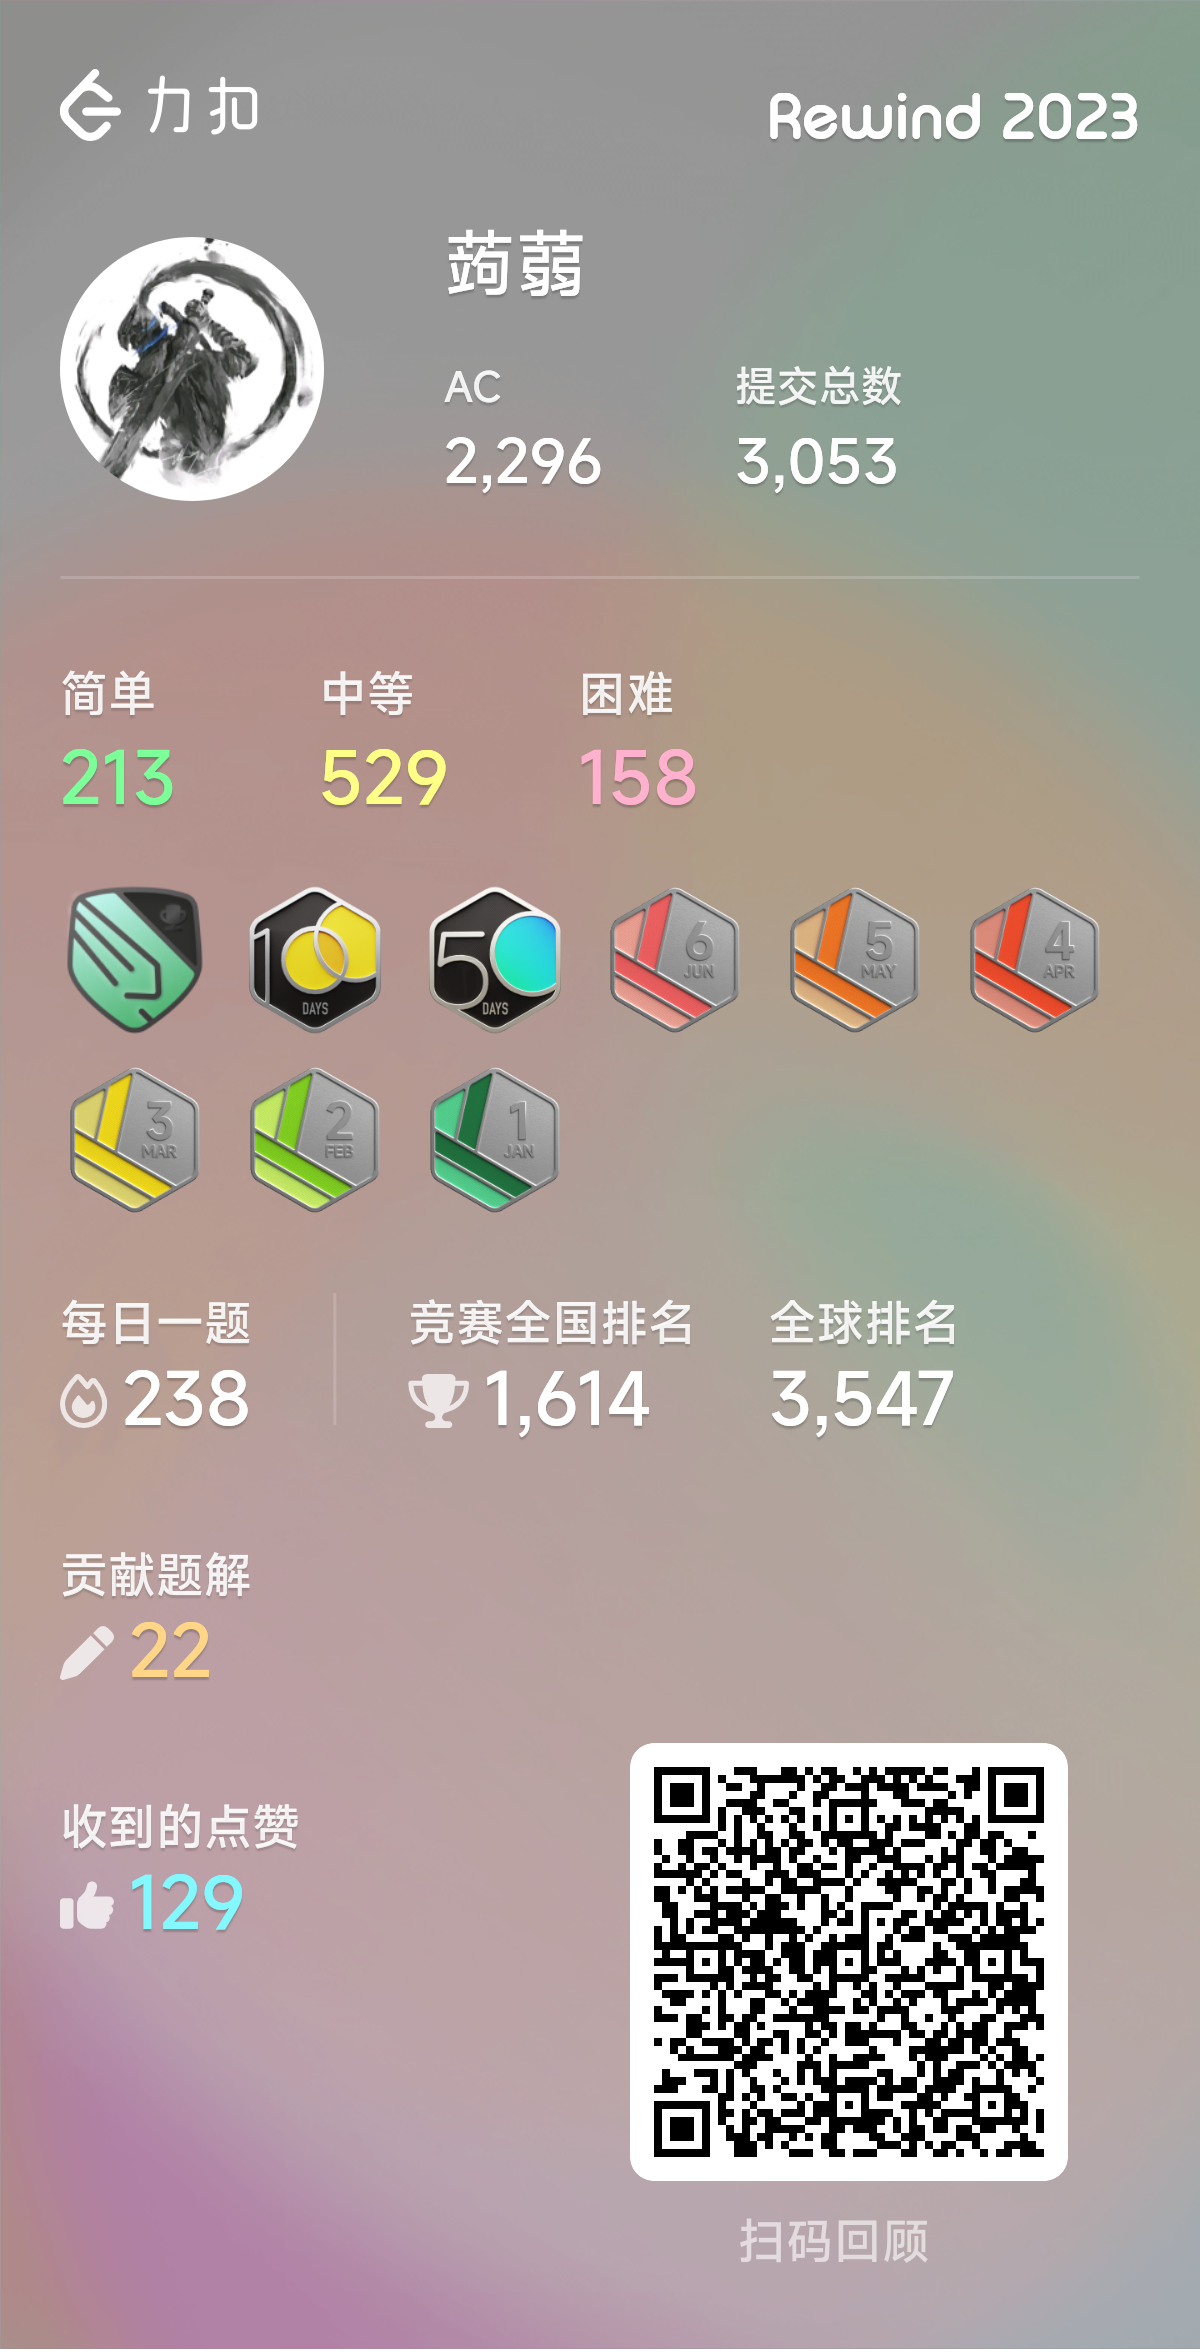 力扣
Rewind 2023
蒟蒻
AC
提交总数
2,296
3,053
简单
中等
困难
213
529
158
100 DAYS
50 DAYS
6 JUN
5 MAY
4 APR
3 MAR
2 FEB
1 JAN
每日一题
竞赛全国排名
全球排名
238
1,614
3,547
贡献题解
22
收到的点赞
129
扫码回顾